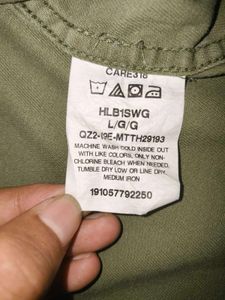 CARE318
HLB1SWG
L/G/G
QZ2-I9E-MTTH29193
MACHINE WASH COLD INSIDE OUT
WITH LIKE COLORS, ONLY NON-
CHLORINE BLEACH WHEN NEEDED,
TUMBLE DRY LOW OR LINE DRY,
MEDIUM IRON
191057792250